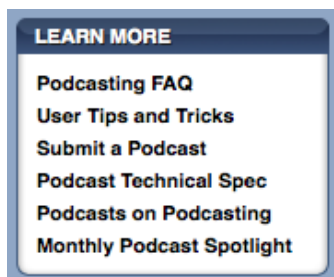 LEARN MORE
Podcasting FAQ
User Tips and Tricks
Submit a Podcast
Podcast Technical Spec
Podcasts on Podcasting
Monthly Podcast Spotlight